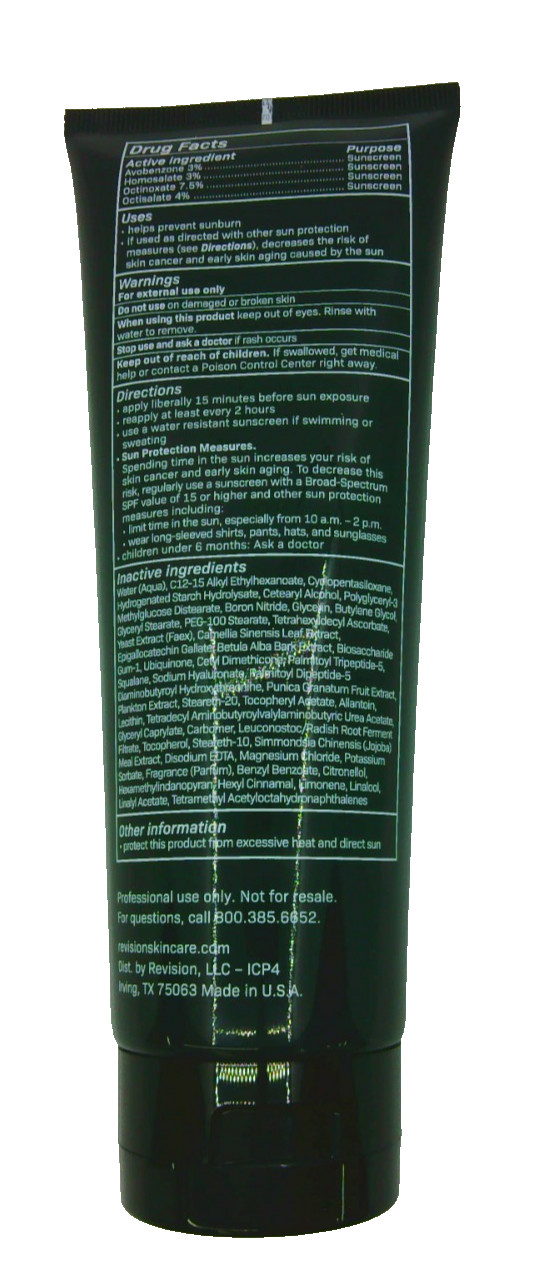 Drug Facts
Active ingredient Purpose
Avobenzone 3% ........................................ Sunscreen
Homosalate 3% ........................................ Sunscreen
Octinoxate 7.5% ........................................ Sunscreen
Octisalate 4% ........................................ Sunscreen
Uses
· helps prevent sunburn
· if used as directed with other sun protection
measures (see Directions), decreases the risk of
skin cancer and early skin aging caused by the sun
Warnings
For external use only
Do not use on damaged or broken skin
When using this product keep out of eyes. Rinse with
water to remove.
Stop use and ask a doctor if rash occurs
Keep out of reach of children. If swallowed, get medical
help or contact a Poison Control Center right away.
Directions
· apply liberally 15 minutes before sun exposure
· reapply at least every 2 hours
· use a water resistant sunscreen if swimming or
sweating
· Sun Protection Measures.
Spending time in the sun increases your risk of
skin cancer and early skin aging. To decrease this
risk, regularly use a sunscreen with a Broad-Spectrum
SPF value of 15 or higher and other sun protection
measures including:
· limit time in the sun, especially from 10 a.m. – 2 p.m.
· wear long-sleeved shirts, pants, hats, and sunglasses
· children under 6 months: Ask a doctor
Inactive ingredients
Water (Aqua), C12-15 Alkyl Ethylhexanoate, Cyclopentasiloxane,
Hydrogenated Starch Hydrolysate, Cetearyl Alcohol, Polyglyceryl-3
Methylglucose Distearate, Boron Nitride, Glycerin, Butylene Glycol,
Glyceryl Stearate, PEG-100 Stearate, Tetrahexyldecyl Ascorbate,
Yeast Extract (Faex), Camellia Sinensis Leaf Extract,
Epigallocatechin Gallate, Betula Alba Bark Extract, Biosaccharide
Gum-1, Ubiquinone, Cetyl Dimethicone, Palmitoyl Tripeptide-5,
Squalane, Sodium Hyaluronate, Palmitoyl Dipeptide-5
Diaminobutyroyl Hydroxythreonine, Punica Granatum Fruit Extract,
Plankton Extract, Steareth-20, Tocopheryl Acetate, Allantoin,
Lecithin, Tetradecyl Aminobutyroylvalylaminobutyric Urea Acetate,
Glyceryl Caprylate, Carbomer, Leuconostoc/Radish Root Ferment
Filtrate, Tocopherol, Steareth-10, Simmondsia Chinensis (Jojoba)
Meal Extract, Disodium EDTA, Magnesium Chloride, Potassium
Sorbate, Fragrance (Parfum), Benzyl Benzoate, Citronellol,
Hexamethylindanopyran, Hexyl Cinnamal, Limonene, Linalool,
Linalyl Acetate, Tetramethyl Acetyloctahydronaphthalenes
Other information
· protect this product from excessive heat and direct sun
Professional use only. Not for resale.
For questions, call 800.385.6652.
revisionskincare.com
Dist. by Revision, LLC – ICP4
Irving, TX 75063 Made in U.S.A.